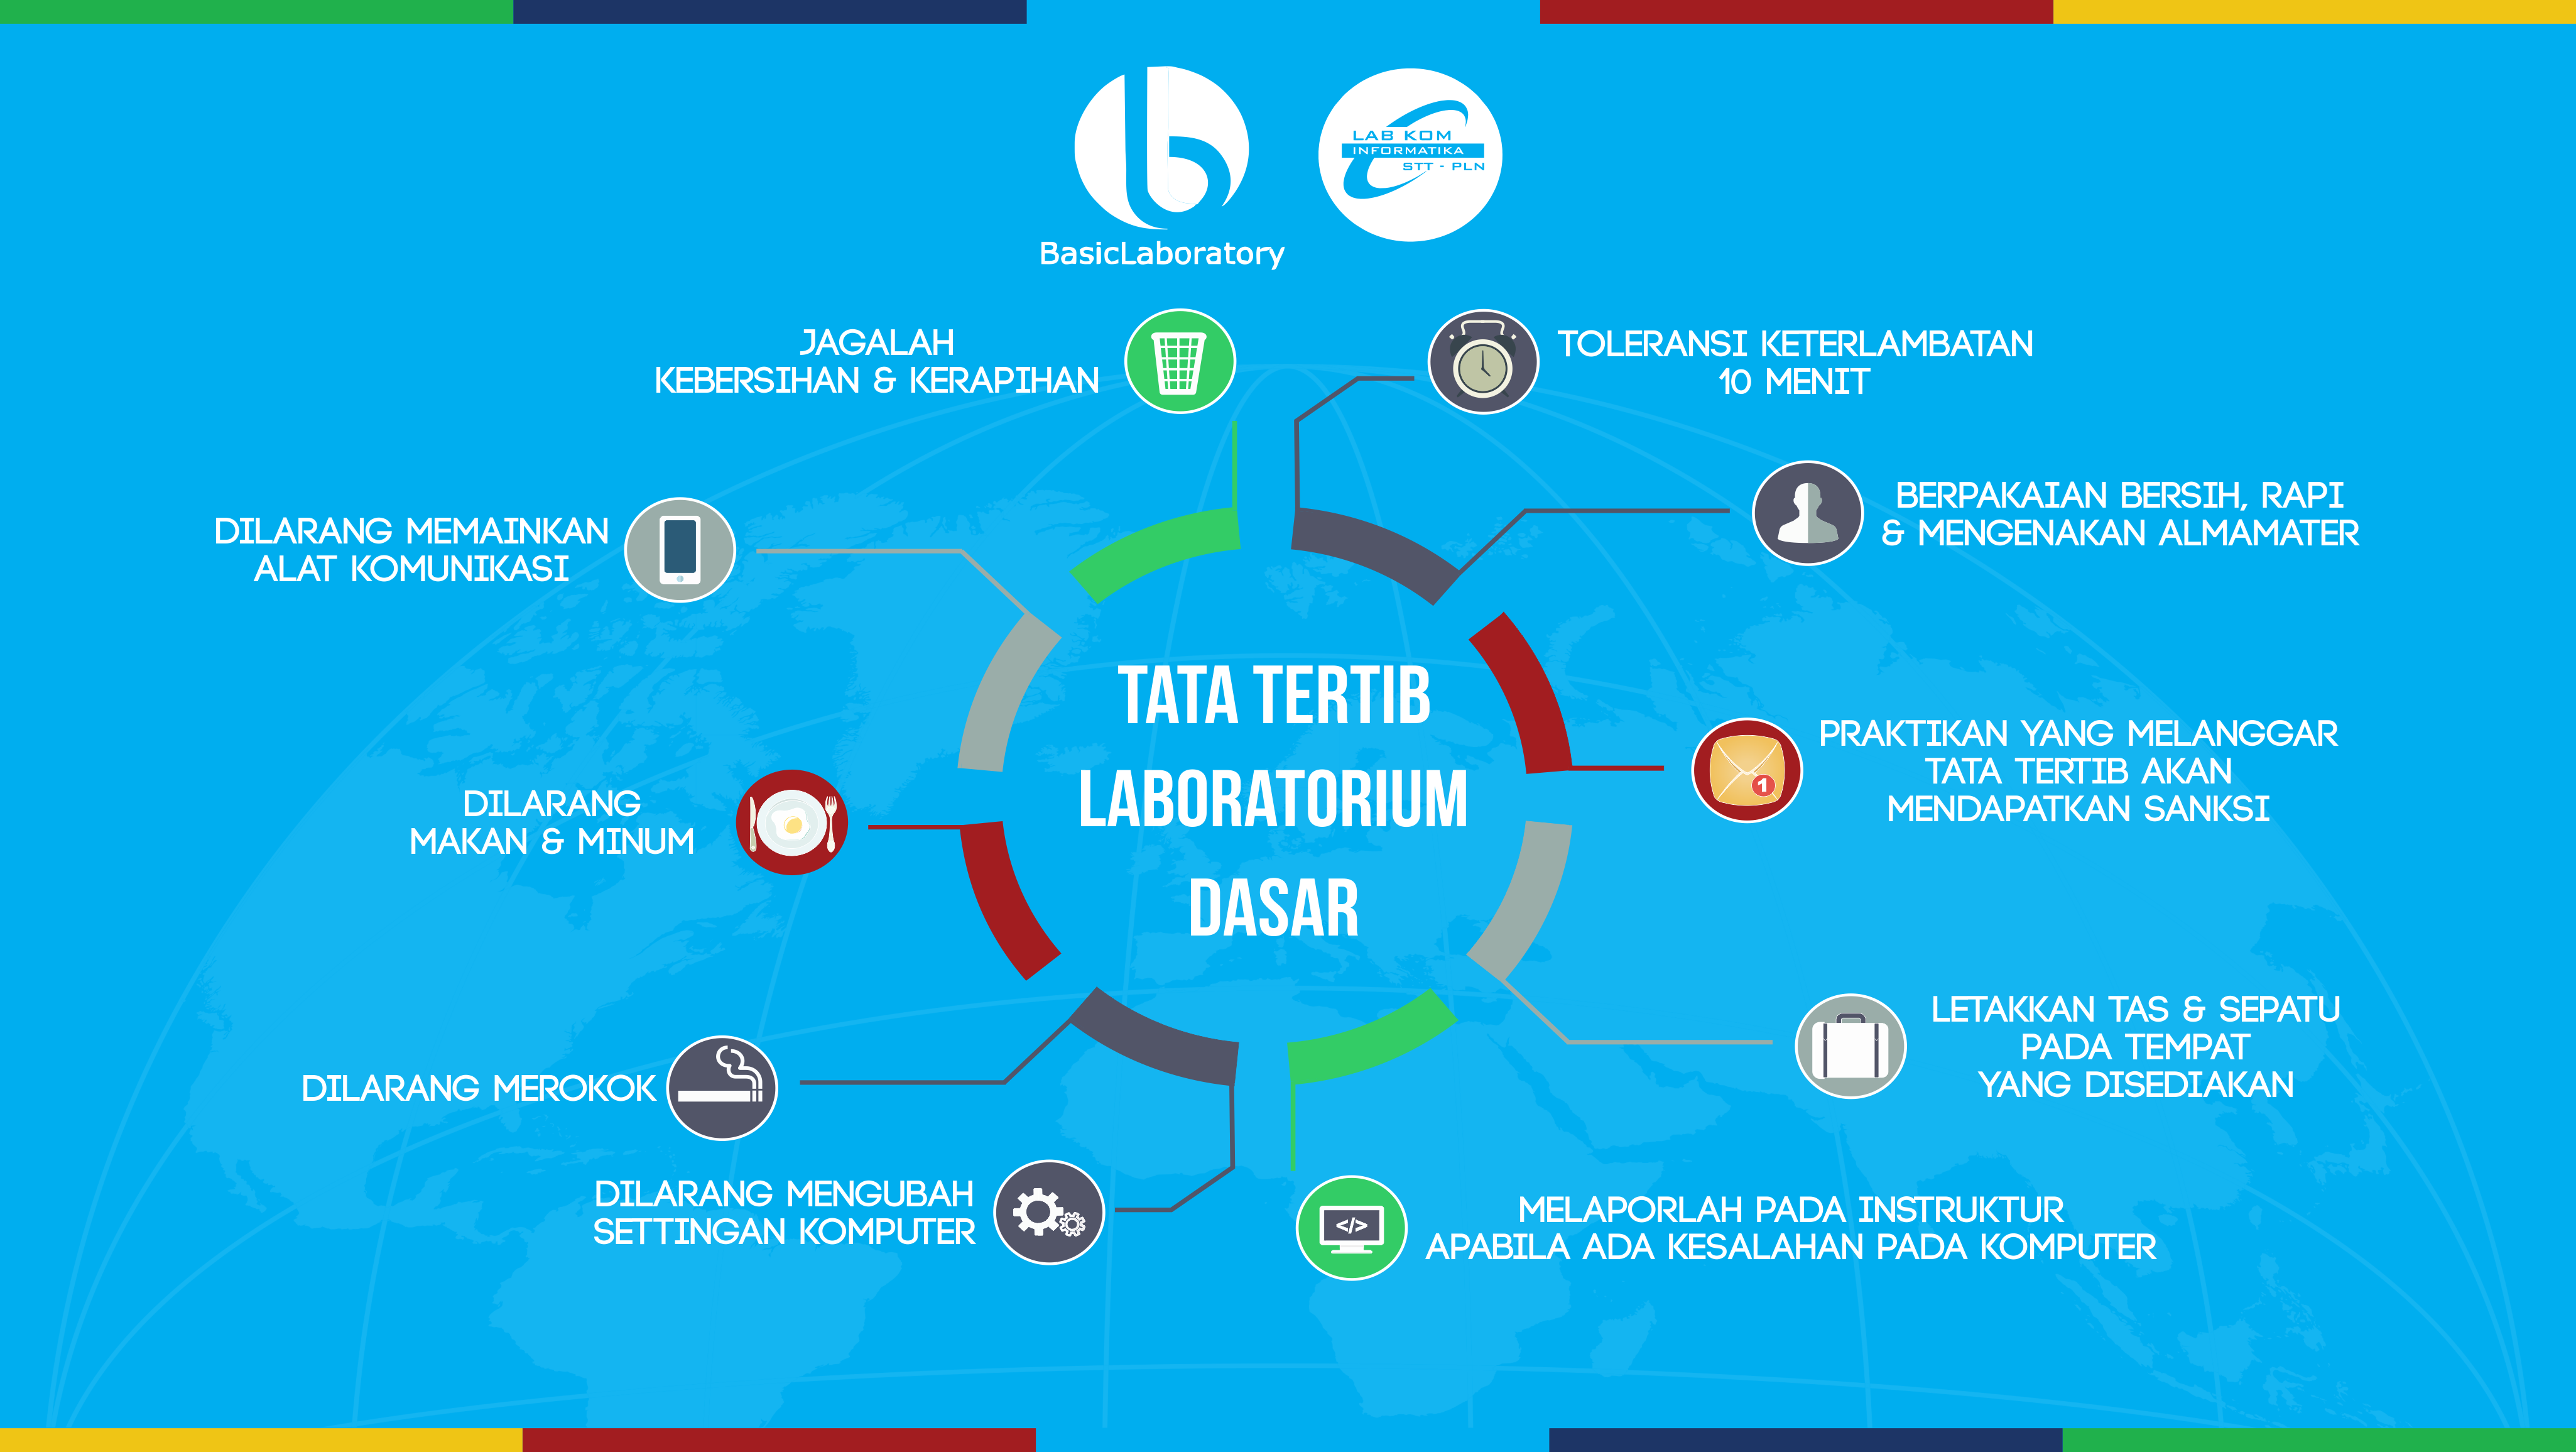 BasicLaboratory
LAB KOM
INFORMATIKA
STT - PLN
JAGALAH
KEBERSIHAN & KERAPIHAN
TOLERANSI KETERLAMBATAN
10 MENIT
BERPAKAIAN BERSIH, RAPI
& MENGENAKAN ALMAMATER
DILARANG MEMAINKAN
ALAT KOMUNIKASI
TATA TERTIB
LABORATORIUM
DASAR
PRAKTIKAN YANG MELANGGAR
TATA TERTIB AKAN
MENDAPATKAN SANKSI
1
DILARANG
MAKAN & MINUM
LETAKKAN TAS & SEPATU
PADA TEMPAT
YANG DISEDIAKAN
DILARANG MEROKOK
DILARANG MENGUBAH
SETTINGAN KOMPUTER
</>
MELAPORLAH PADA INSTRUKTUR
APABILA ADA KESALAHAN PADA KOMPUTER